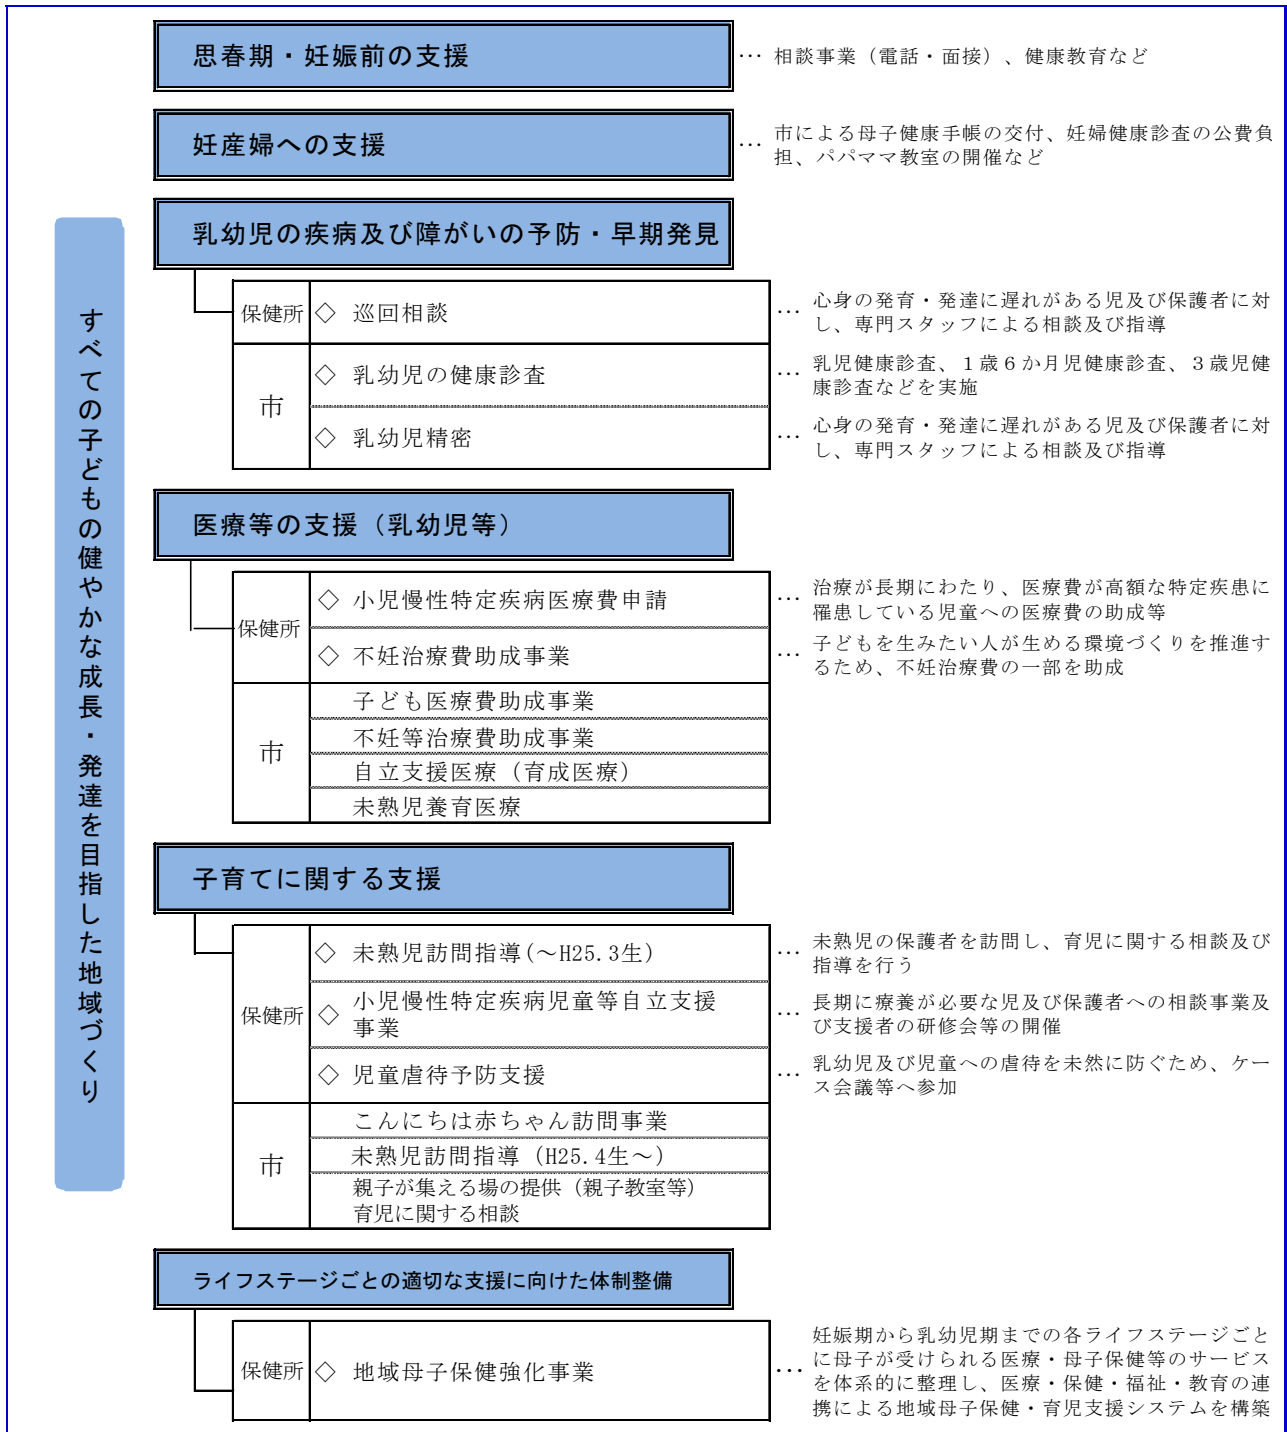 すべての子どもの健やかな成長・発達を目指した地域づくり
思春期・妊娠前の支援
… 相談事業（電話・面接）、健康教育など
妊産婦への支援
… 市による母子健康手帳の交付、妊婦健康診査の公費負
担、パパママ教室の開催など
乳幼児の疾病及び障がいの予防・早期発見
保健所
◇ 巡回相談
… 心身の発育・発達に遅れがある児及び保護者に対
し、専門スタッフによる相談及び指導
市
◇ 乳幼児の健康診査
… 乳児健康診査、１歳６か月児健康診査、３歳児健
康診査などを実施
◇ 乳幼児精密
… 心身の発育・発達に遅れがある児及び保護者に対
し、専門スタッフによる相談及び指導
医療等の支援（乳幼児等）
保健所
◇ 小児慢性特定疾病医療費申請
… 治療が長期にわたり、医療費が高額な特定疾患に
罹患している児童への医療費の助成等
◇ 不妊治療費助成事業
… 子どもを生みたい人が生める環境づくりを推進す
るため、不妊治療費の一部を助成
市
子ども医療費助成事業
不妊等治療費助成事業
自立支援医療（育成医療）
未熟児養育医療
子育てに関する支援
保健所
◇ 未熟児訪問指導(～H25.3生)
… 未熟児の保護者を訪問し、育児に関する相談及び
指導を行う
◇ 小児慢性特定疾病児童等自立支援
事業
… 長期に療養が必要な児及び保護者への相談事業及
び支援者の研修会等の開催
◇ 児童虐待予防支援
… 乳幼児及び児童への虐待を未然に防ぐため、ケー
ス会議等へ参加
市
こんにちは赤ちゃん訪問事業
未熟児訪問指導（H25.4生～）
親子が集える場の提供（親子教室等）
育児に関する相談
ライフステージごとの適切な支援に向けた体制整備
保健所
◇ 地域母子保健強化事業
… 妊娠期から乳幼児期までの各ライフステージごと
に母子が受けられる医療・母子保健等のサービス
を体系的に整理し、医療・保健・福祉・教育の連
携による地域母子保健・育児支援システムを構築